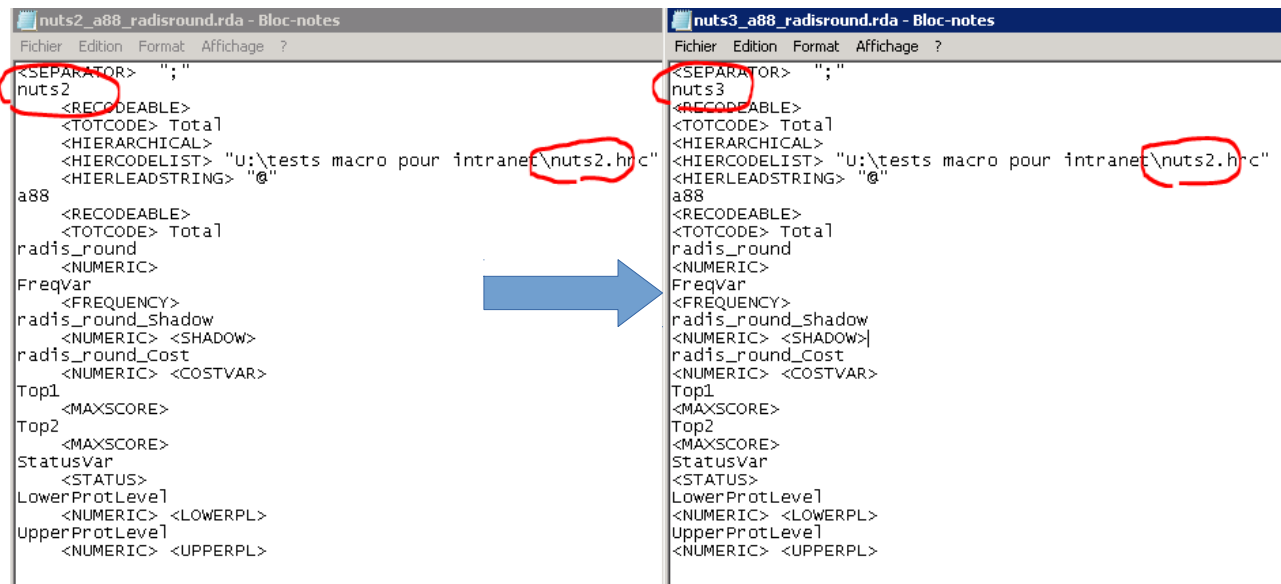 nuts2_a88_radisround.rda - Bloc-notes
Fichier Edition Format Affichage ?
<SEPARATOR> ";"
nuts2
<RECODEABLE>
<TOTCODE> Total
<HIERARCHICAL>
<HIERCODELIST> "U:\tests macro pour intranet\nuts2.hrc"
<HIERLEADSTRING> "@"
a88
<RECODEABLE>
<TOTCODE> Total
radis_round
<NUMERIC>
FreqVar
<FREQUENCY>
radis_round_Shadow
<NUMERIC> <SHADOW>
radis_round_Cost
<NUMERIC> <COSTVAR>
Top1
<MAXSCORE>
Top2
<MAXSCORE>
StatusVar
<STATUS>
LowerProtLevel
<NUMERIC> <LOWERPL>
UpperProtLevel
<NUMERIC> <UPPERPL>
nuts3_a88_radisround.rda - Bloc-notes
Fichier Edition Format Affichage ?
<SEPARATOR> ";"
nuts3
<RECODEABLE>
<TOTCODE> Total
<HIERARCHICAL>
<HIERCODELIST> "U:\tests macro pour intranet\nuts2.hrc"
<HIERLEADSTRING> "@"
a88
<RECODEABLE>
<TOTCODE> Total
radis_round
<NUMERIC>
FreqVar
<FREQUENCY>
radis_round_Shadow
<NUMERIC> <SHADOW>
radis_round_Cost
<NUMERIC> <COSTVAR>
Top1
<MAXSCORE>
Top2
<MAXSCORE>
StatusVar
<STATUS>
LowerProtLevel
<NUMERIC> <LOWERPL>
UpperProtLevel
<NUMERIC> <UPPERPL>